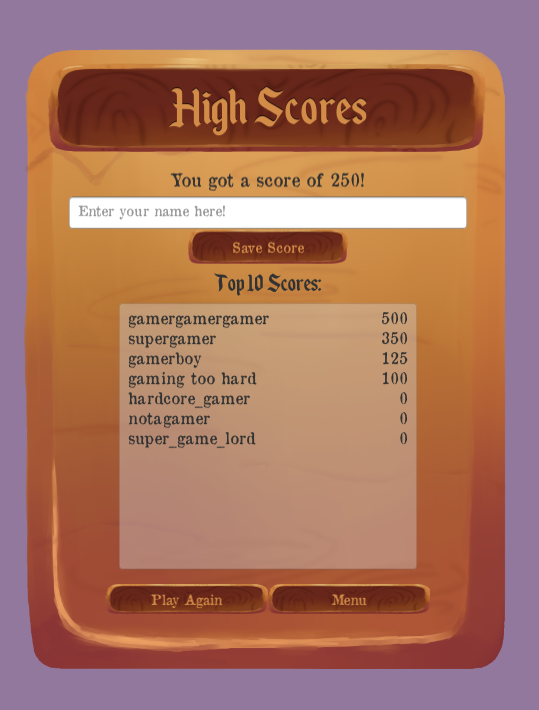 High Scores
You got a score of 250!
Enter your name here!
Save Score
Top 10 Scores:
gamergamergamer 500
supergamer 350
gamerboy 125
gaming too hard 100
hardcore_gamer 0
notagamer 0
super_game_lord 0
Play Again Menu